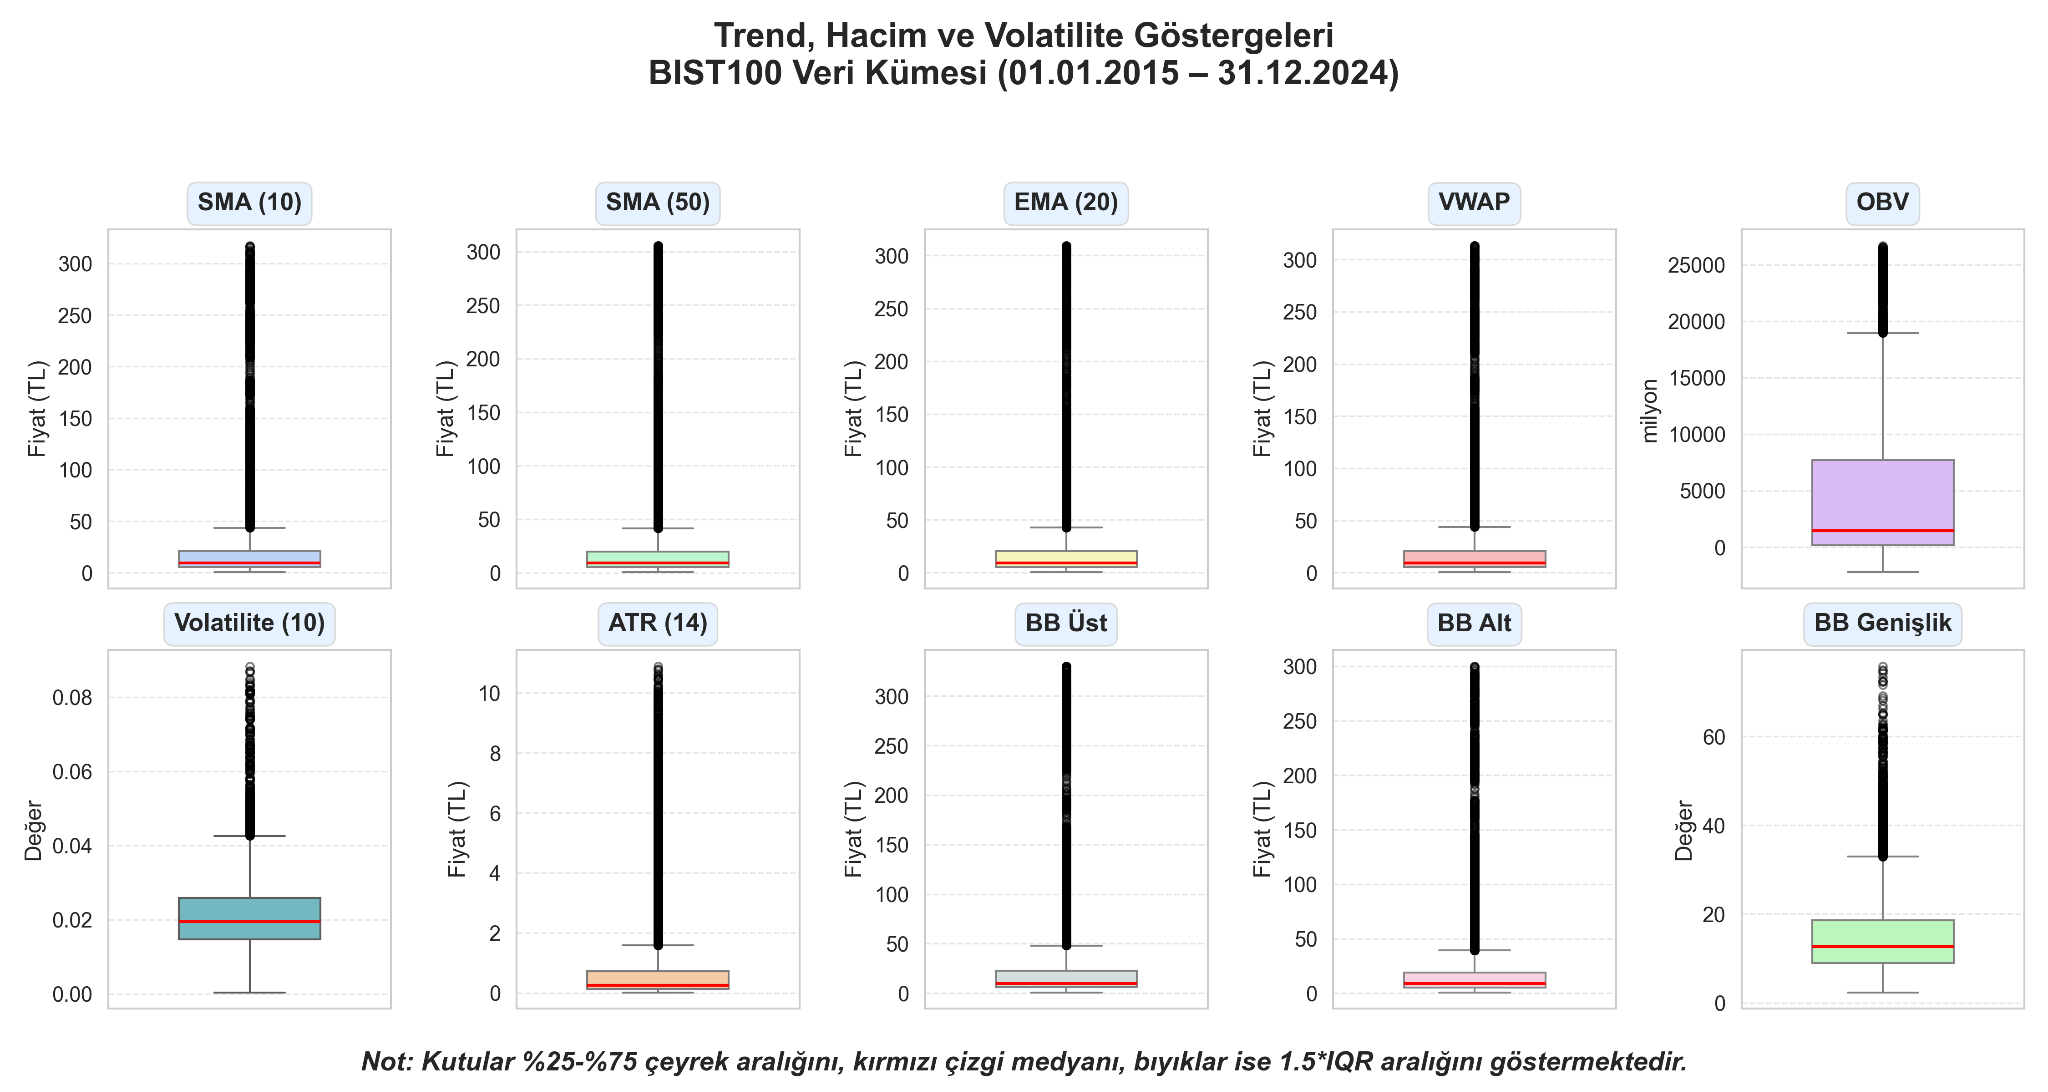 Trend, Hacim ve Volatilite Göstergeleri
BIST100 Veri Kümesi (01.01.2015 – 31.12.2024)
SMA (10)
Fiyat (TL)
300
250
200
150
100
50
0
SMA (50)
Fiyat (TL)
300
250
200
150
100
50
0
EMA (20)
Fiyat (TL)
300
250
200
150
100
50
0
VWAP
Fiyat (TL)
300
250
200
150
100
50
0
OBV
milyon
25000
20000
15000
10000
5000
0
Volatilite (10)
Değer
0.08
0.06
0.04
0.02
0.00
ATR (14)
Fiyat (TL)
10
8
6
4
2
0
BB Üst
Fiyat (TL)
300
250
200
150
100
50
0
BB Alt
Fiyat (TL)
300
250
200
150
100
50
0
BB Genişlik
Değer
60
40
20
0
Not: Kutular %25-%75 çeyrek aralığını, kırmızı çizgi medyanı, bıyıklar ise 1.5*IQR aralığını göstermektedir.